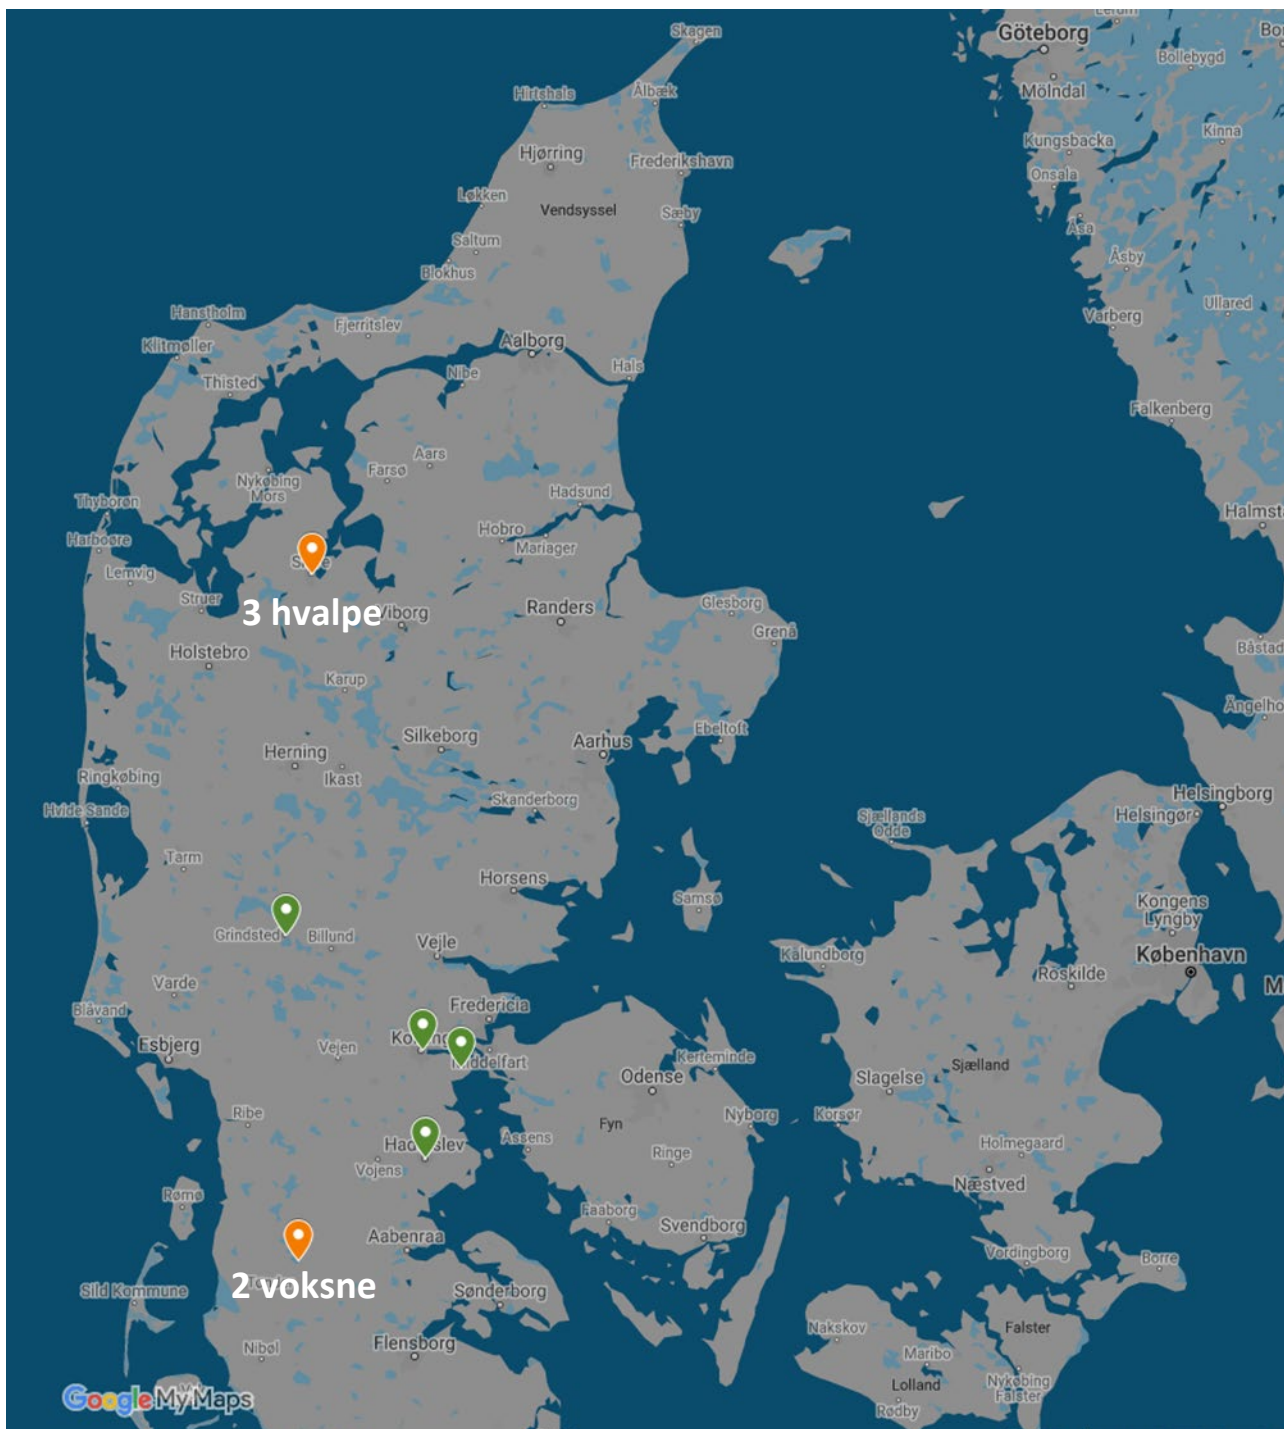 Skagen
Lerum
Göteborg
Bollebygd
Mölndal
Hirtshals
Ålbæk
Kinna
Kungsbacka
Hjørring
Frederikshavn
Onsala
Løkken
Vendsyssel
Sæby
Åsa
Saltum
Åsby
Blokhus
Ullared
Hanstholm
Varberg
Fjerritslev
Klitmøller
Aalborg
Hals
Nibe
Thisted
Falkenberg
Aars
Farsø
Nykøbing
Mors
Hadsund
Thyborøn
Halmsta
Hobro
Harboøre
Mariager
Lemvig
Struer
3 hvalpe
Viborg
Randers
Glesborg
Grenå
Holstebro
Båstad
Karup
Ängelho
Ebeltoft
Silkeborg
Aarhus
Herning
Ikast
Ringkøbing
Skanderborg
Helsingborg
Hvide Sande
Helsingør
Sjællands
Odde
Tarm
Horsens
Samsø
Kongens
Lyngby
Grindsted
Billund
Vejle
Kalundborg
København
Roskilde
Varde
Fredericia
Blåvand
Esbjerg
Vejen
Kerteminde
Sjælland
Odense
Slagelse
Ribe
Fyn
Nyborg
Korsør
Assens
Holmegaard
Ringe
Vojens
Næstved
Rømø
Faaborg
Svendborg
Aabenraa
Vordingborg
Borre
2 voksne
Sild Kommune
Sønderborg
Nakskov
Falster
Nibøl
Flensborg
Maribo
Lolland
Nykøbing
Falster
Rødby
Google My Maps